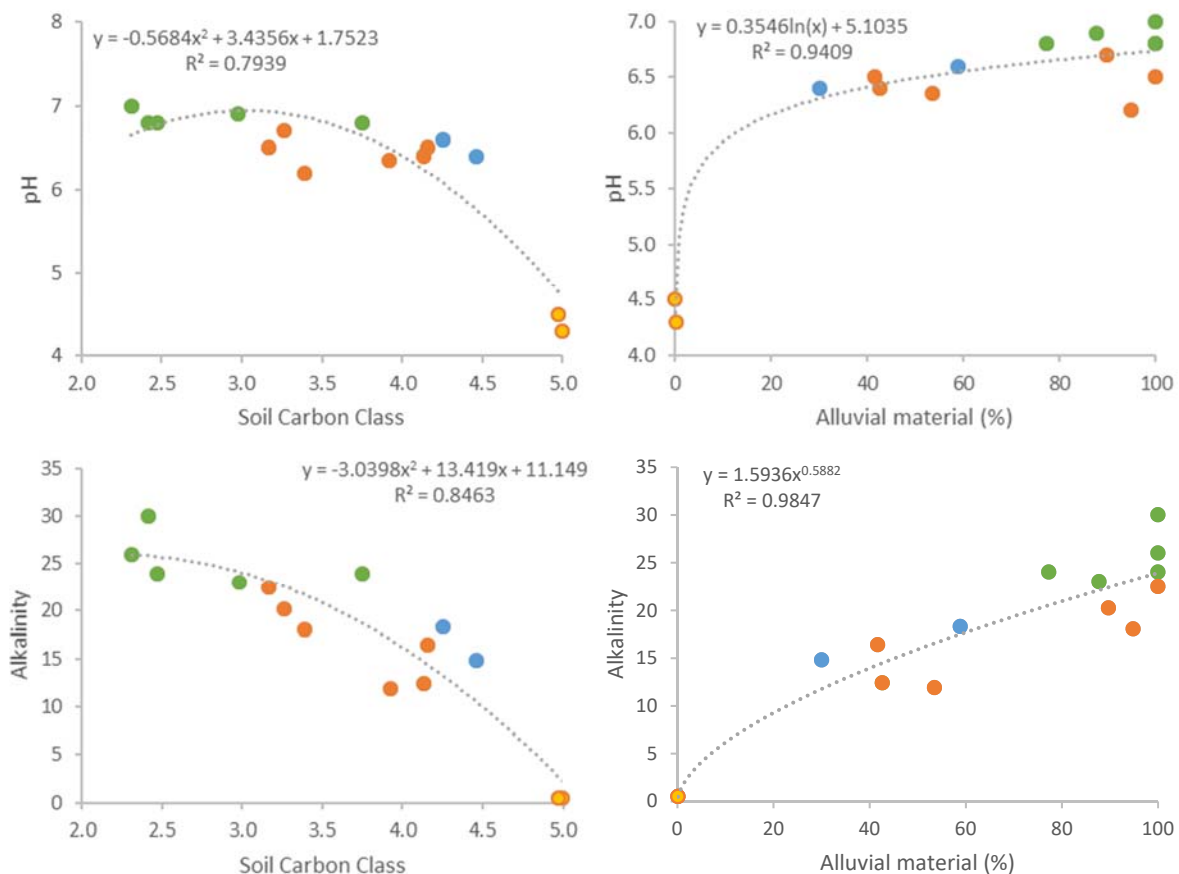 y = -0.5684x² + 3.4356x + 1.7523
R² = 0.7939
8
7
6
5
4
pH
2.0 2.5 3.0 3.5 4.0 4.5 5.0
Soil Carbon Class
y = 0.3546ln(x) + 5.1035
R² = 0.9409
7.0
6.5
6.0
5.5
5.0
4.5
4.0
pH
0 20 40 60 80 100
Alluvial material (%)
y = -3.0398x² + 13.419x + 11.149
R² = 0.8463
35
30
25
20
15
10
5
0
Alkalinity
2.0 2.5 3.0 3.5 4.0 4.5 5.0
Soil Carbon Class
y = 1.5936x⁰·⁵⁸⁸²
R² = 0.9847
35
30
25
20
15
10
5
0
Alkalinity
0 20 40 60 80 100
Alluvial material (%)